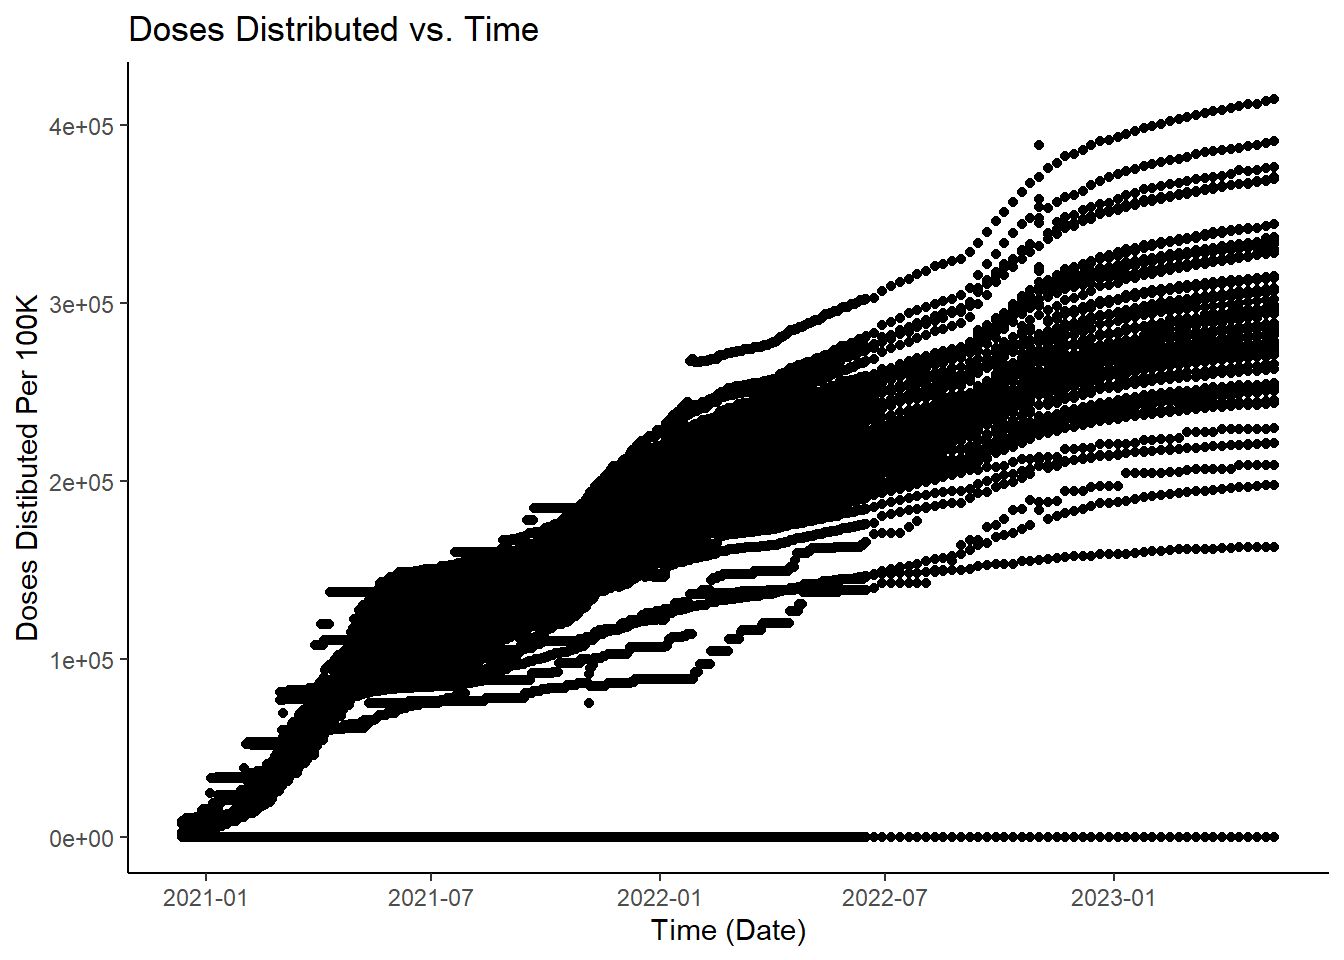 Doses Distributed vs. Time
Doses Distibuted Per 100K
4e+05
3e+05
2e+05
1e+05
0e+00
2021-01
2021-07
2022-01
2022-07
2023-01
Time (Date)